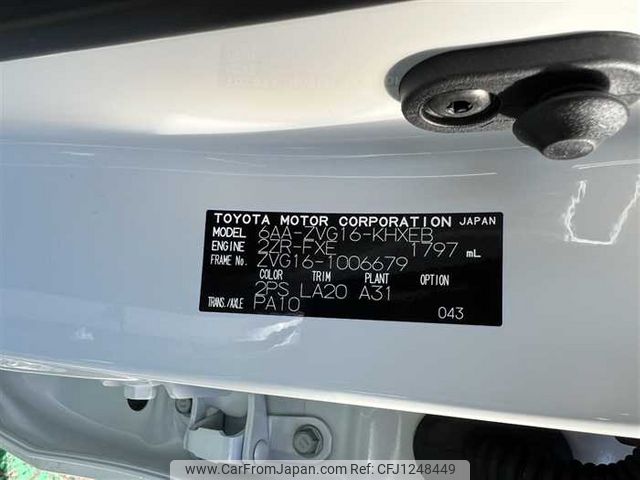 TOYOTA MOTOR CORPORATION JAPAN
MODEL 6AA-ZVG16-KHXEB
ENGINE 2ZR-FXE 1797 mL
FRAME No. ZVG16-1006679
COLOR TRIM PLANT OPTION
2PS LA20 A31
TRANS./AXLE PA10
043
www.CarFromJapan.com - CFJ1248449